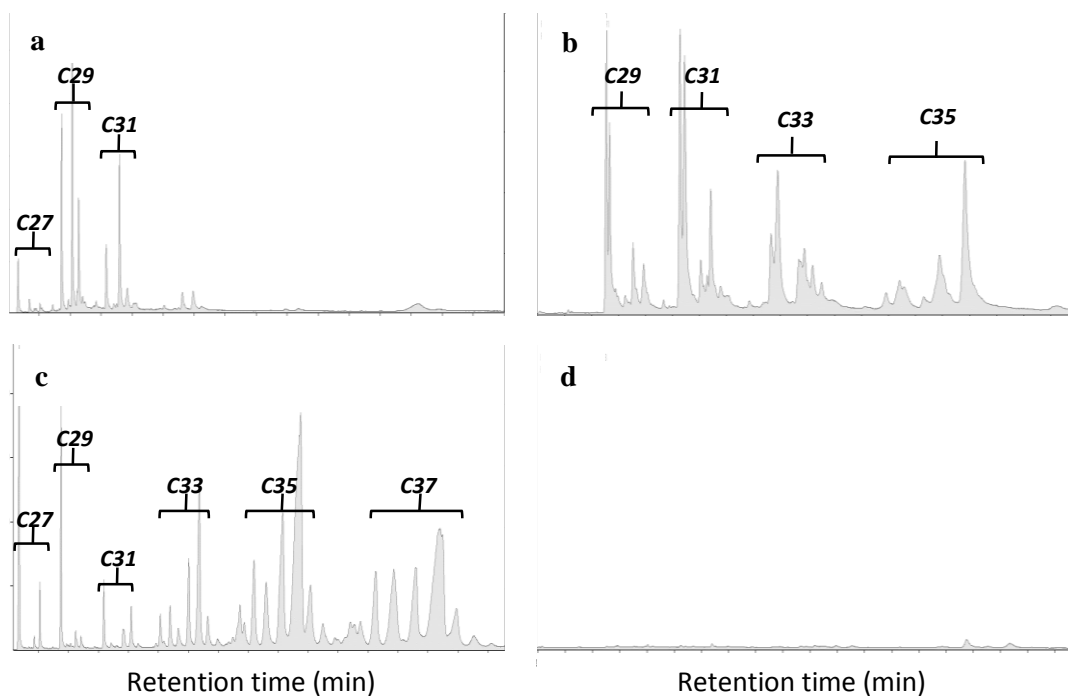 a
C29
C31
C27
b
C29
C31
C33
C35
c
C29
C27
C31
C33
C35
C37
Retention time (min)
d
Retention time (min)